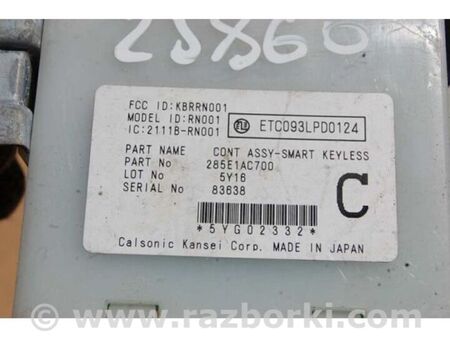 25860
FCC ID:KBRRN001
MODEL ID:RN001
IC:2111B-RN001
ETC093LPD0124
PART NAME CONT ASSY-SMART KEYLESS
PART No 285E1AC700
LOT No 5Y16
SERIAL No 83638
C
*5YG02332*
Calsonic Kansei Corp. MADE IN JAPAN
www.razborki.com